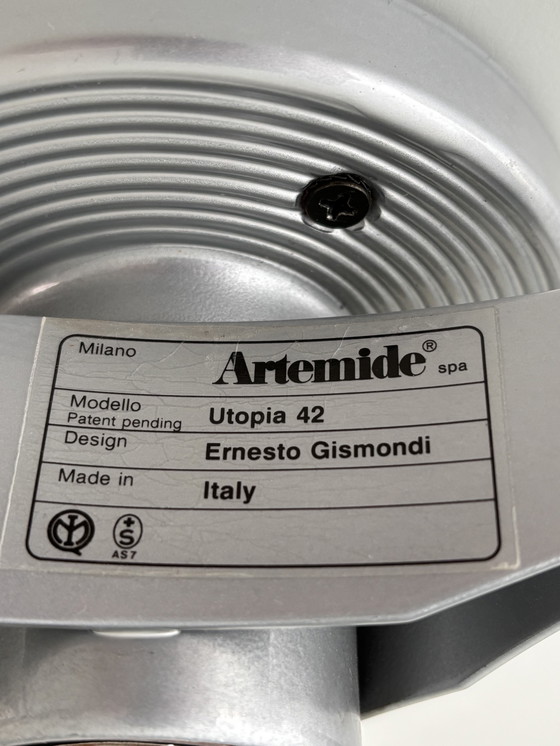 Milano Artemide® spa
Modello
Patent pending Utopia 42
Design Ernesto Gismondi
Made in Italy
+
S
AS7